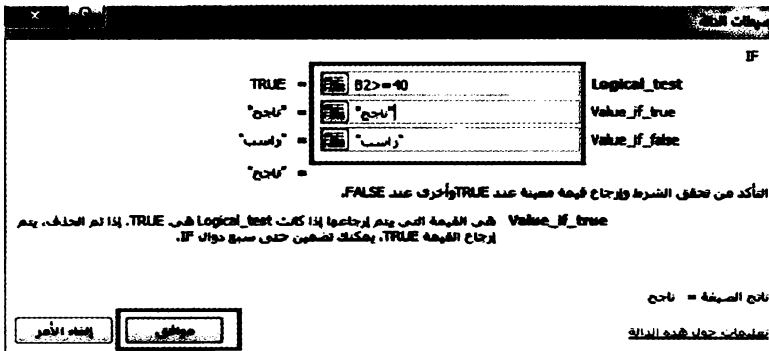 وسيطات الدالة
IF
Logical_test B2>=40 = TRUE
Value_if_true "ناجح" = "ناجح"
Value_if_false "راسب" = "راسب"
= "ناجح"
التأكد من تحقق الشرط وإرجاع قيمة معينة عند TRUEوأخرى عند FALSE.
Value_if_true هي القيمة التي يتم إرجاعها إذا كانت Logical_test هي TRUE. إذا تم الحذف، يتم
إرجاع القيمة TRUE. يمكنك تضمين حتى سبع دوال IF.
ناتج الصيغة = ناجح
تعليمات حول هذه الدالة
موافق إلغاء الأمر